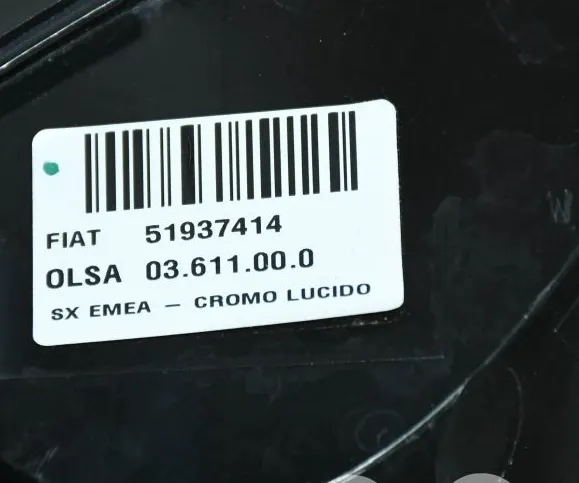 FIAT 51937414
OLSA 03.611.00.0
SX EMEA – CROMO LUCIDO
W